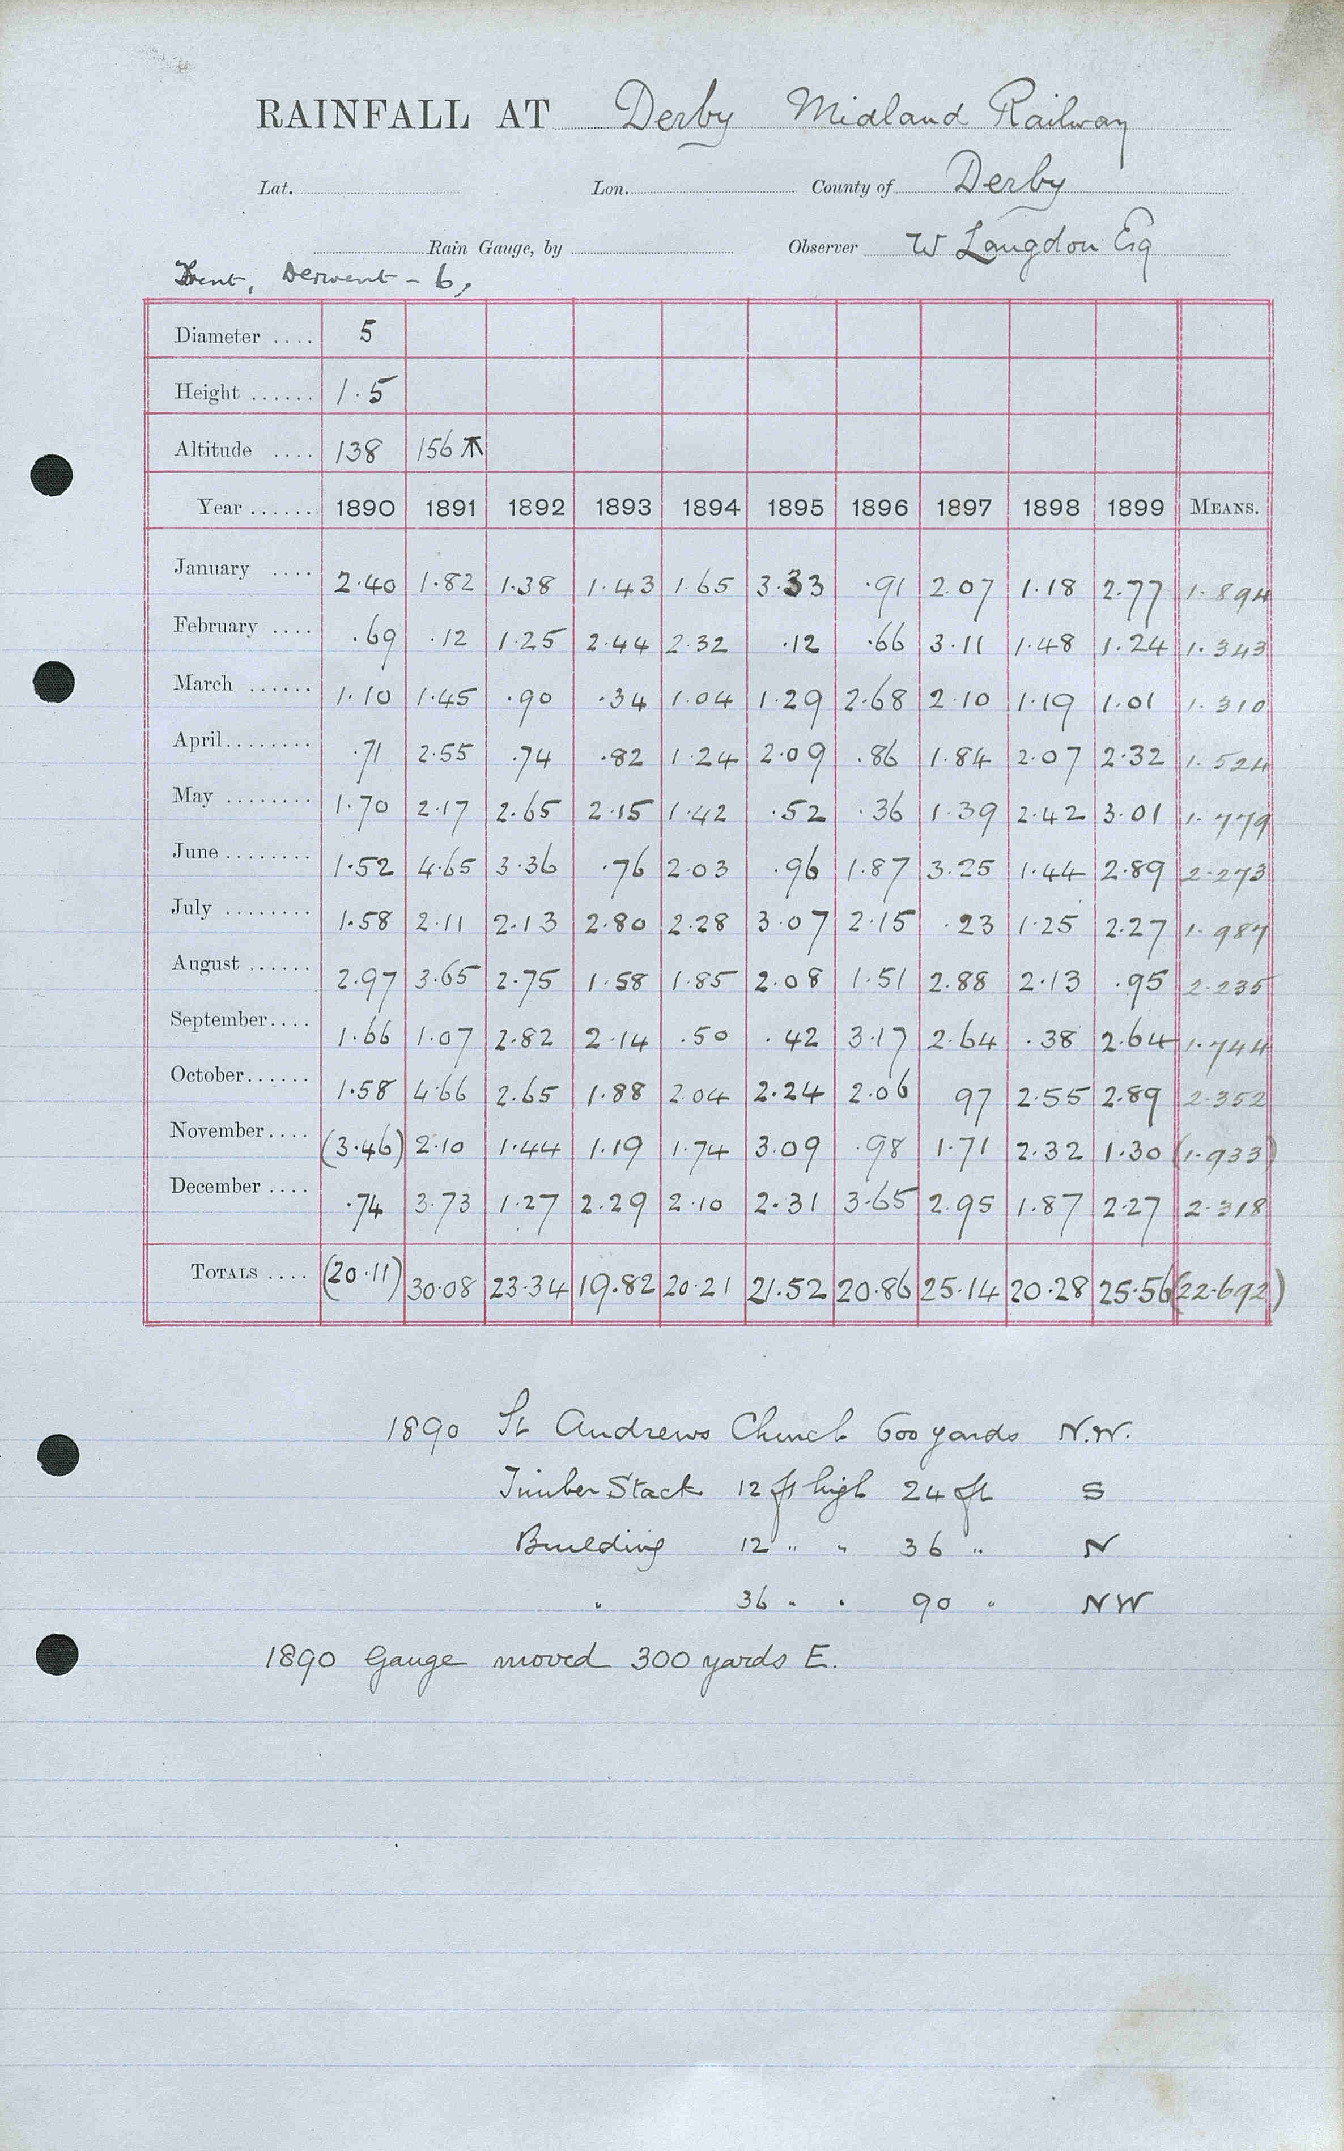 RAINFALL AT Derby Midland Railway
Lat. Lon. County of Derby
Rain Gauge, by Observer W Langdon Esq
Trent, Derwent - 6,
Diameter .... 5
Height ...... 1.5
Altitude .... 138 156
Year ...... 1890 1891 1892 1893 1894 1895 1896 1897 1898 1899 MEANS.
January .... 2.40 1.82 1.38 1.43 1.65 3.33 .91 2.07 1.18 2.77 1.894
February .... .69 .12 1.25 2.44 2.32 .12 .66 3.11 1.48 1.24 1.343
March ...... 1.10 1.45 .90 .34 1.04 1.29 2.68 2.10 1.19 1.01 1.310
April........ .71 2.55 .74 .82 1.24 2.09 .86 1.84 2.07 2.32 1.524
May ........ 1.70 2.17 2.65 2.15 1.42 .52 .36 1.39 2.42 3.01 1.779
June ........ 1.52 4.65 3.36 .76 2.03 .96 1.87 3.25 1.44 2.89 2.273
July ........ 1.58 2.11 2.13 2.80 2.28 3.07 2.15 .23 1.25 2.27 1.987
August ...... 2.97 3.65 2.75 1.58 1.85 2.08 1.51 2.88 2.13 .95 2.235
September.... 1.66 1.07 2.82 2.14 .50 .42 3.17 2.64 .38 2.64 1.744
October...... 1.58 4.66 2.65 1.88 2.04 2.24 2.06 97 2.55 2.89 2.352
November.... (3.46) 2.10 1.44 1.19 1.74 3.09 .98 1.71 2.32 1.30 (1.933)
December .... .74 3.73 1.27 2.29 2.10 2.31 3.65 2.95 1.87 2.27 2.318
TOTALS .... (20.11) 30.08 23.34 19.82 20.21 21.52 20.86 25.14 20.28 25.56 (22.692)
1890 St Andrews Church 600 yards N.W.
Timber Stack 12 ft high 24 ft S
Building 12 " " 36 " N
" 36 " " 90 " NW
1890 Gauge moved 300 yards E.